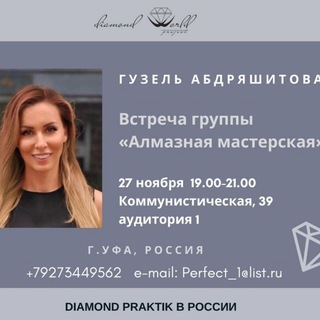 diamond world
project
ГУЗЕЛЬ АБДРЯШИТОВА
Встреча группы
«Алмазная мастерская»
27 ноября 19.00-21.00
Коммунистическая, 39
аудитория 1
Г.УФА, РОССИЯ
+79273449562 e-mail: Perfect_1@list.ru
DIAMOND PRAKTIK В РОССИИ